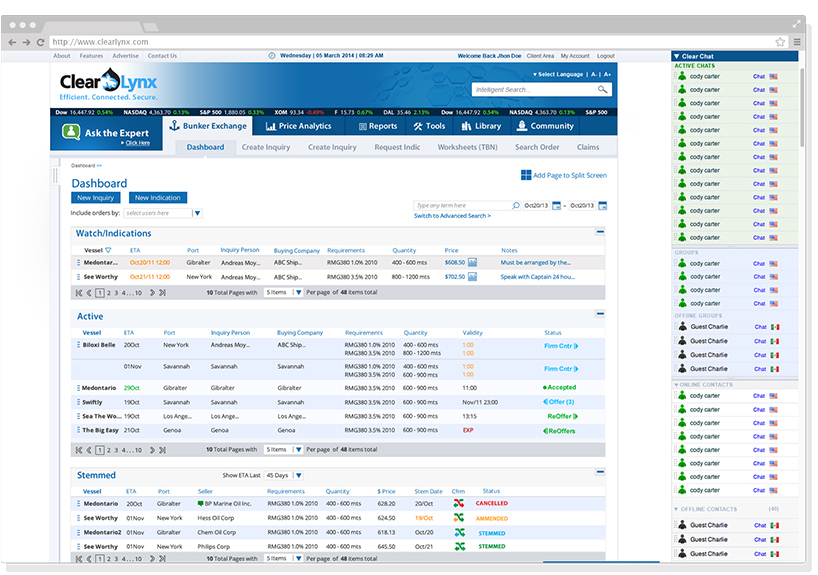 http://www.clearlynx.com
About Features Advertise Contact Us
Wednesday | 05 March 2014 | 08:29 AM
Welcome Back Jhon Doe Client Area My Account Logout
Clear Lynx
Efficient. Connected. Secure.
Select Language | A- | A+
Intelligent Search...
Dow 16,447.92 0.54% NASDAQ 4,363.70 0.13% S&P 500 1,880.05 0.33% XOM 93.34 -0.49% F 15.73 0.67% DAL 35.46 2.13% Dow 16,447.92 0.54% NASDAQ 4,363.70 0.13% S&P 500
Ask the Expert
Click Here
Bunker Exchange Price Analytics Reports Tools Library Community
Dashboard Create Inquiry Create Inquiry Request Indic Worksheets (TBN) Search Order Claims
Dashboard >>
Dashboard
Add Page to Split Screen
New Inquiry New Indication
Include orders by: select users here
Type any term here Oct20/13 - Oct20/13
Switch to Advanced Search >
Watch/Indications
Vessel ETA Port Inquiry Person Buying Company Requirements Quantity Price Notes
Medontar... Oct20/11 12:00 Gibralter Andreas Moy... ABC Ship... RMG380 1.0% 2010 400 - 600 mts $608.50 Must be arranged by the...
See Worthy Oct21/11 12:00 New York Andreas Moy... ABC Ship... RMG380 3.5% 2010 800 - 1200 mts $702.50 Speak with Captain 24 hou...
1 2 3 4 ... 10 10 Total Pages with 5 Items Per page of 48 items total
Active
Vessel ETA Port Inquiry Person Buying Company Requirements Quantity Validity Status
Biloxi Belle 20Oct New York Andreas Moy... ABC Ship... RMG380 1.0% 2010 400 - 600 mts 1:00 Firm Cntr
RMG380 3.5% 2010 800 - 1200 mts 1:00
01Nov Savannah Savannah Savannah RMG380 1.0% 2010 400 - 600 mts 1:00 Firm Cntr
RMG380 3.5% 2010 600 - 900 mts 1:00
Medontario 29Oct Gibralter Gibralter Gibralter RMG380 3.5% 2010 600 - 900 mts 11:00 Accepted
Swiftly 19Oct Savannah Savannah Savannah RMG380 3.5% 2010 600 - 900 mts Nov/11 23:00 Offer (3)
Sea The Wo... 19Oct Los Ange... Los Ange... Los Ange... RMG380 3.5% 2010 600 - 900 mts 13:15 ReOffer
The Big Easy 21Oct Genoa Genoa Genoa RMG380 3.5% 2010 600 - 900 mts EXP ReOffers
1 2 3 4 ... 10 10 Total Pages with 5 Items Per page of 48 items total
Stemmed
Show ETA Last 45 Days
Vessel ETA Port Seller Requirements Quantity $ Price Stem Date Cfrm Status
Medontario 20Oct Gibralter BP Marine Oil Inc. RMG380 1.0% 2010 400 - 600 mts 628.20 20/Oct CANCELLED
See Worthy 01Nov New York Hess Oil Corp RMG380 1.0% 2010 400 - 600 mts 624.50 19/Oct AMMENDED
Medontario2 01Nov Gibralter Chem Oil Corp RMG380 1.0% 2010 400 - 600 mts 618.13 Oct/20 STEMMED
See Worthy 01Nov New York Philips Corp RMG380 1.0% 2010 400 - 600 mts 645.50 Oct/21 STEMMED
1 2 3 4 ... 10 10 Total Pages with 5 Items Per page of 48 items total
Clear Chat
ACTIVE CHATS
cody carter Chat
cody carter Chat
cody carter Chat
cody carter Chat
cody carter Chat
cody carter Chat
cody carter Chat
cody carter Chat
cody carter Chat
cody carter Chat
cody carter Chat
cody carter Chat
cody carter Chat
GROUPS
cody carter Chat
cody carter Chat
cody carter Chat
cody carter Chat
OFFLINE GROUPS
Guest Charlie Chat
Guest Charlie Chat
Guest Charlie Chat
Guest Charlie Chat
ONLINE CONTACTS
cody carter Chat
cody carter Chat
cody carter Chat
cody carter Chat
cody carter Chat
cody carter Chat
cody carter Chat
cody carter Chat
OFFLINE CONTACTS (40)
Guest Charlie Chat
Guest Charlie Chat
Guest Charlie Chat